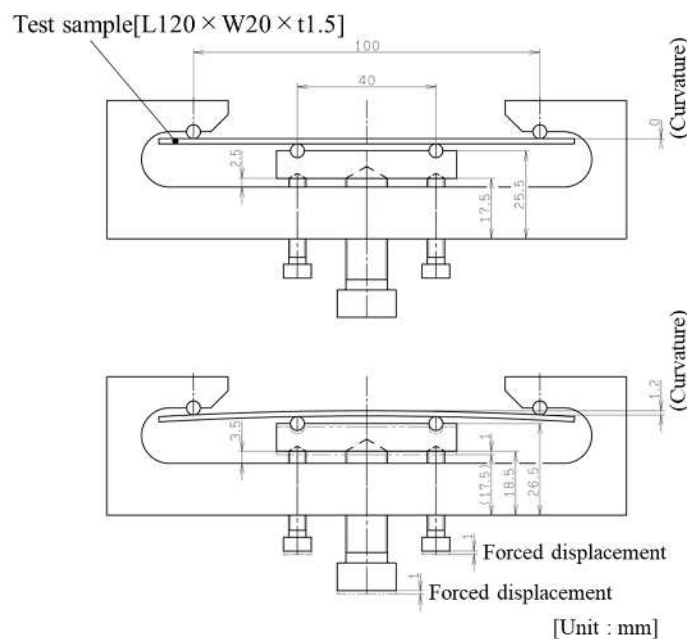 Test sample[L120 × W20 × t1.5]
100
40
0
(Curvature)
2.5
17.5
25.5
1.2
(Curvature)
3.5
1
(17.5)
18.5
26.5
1
Forced displacement
1
Forced displacement
[Unit : mm]